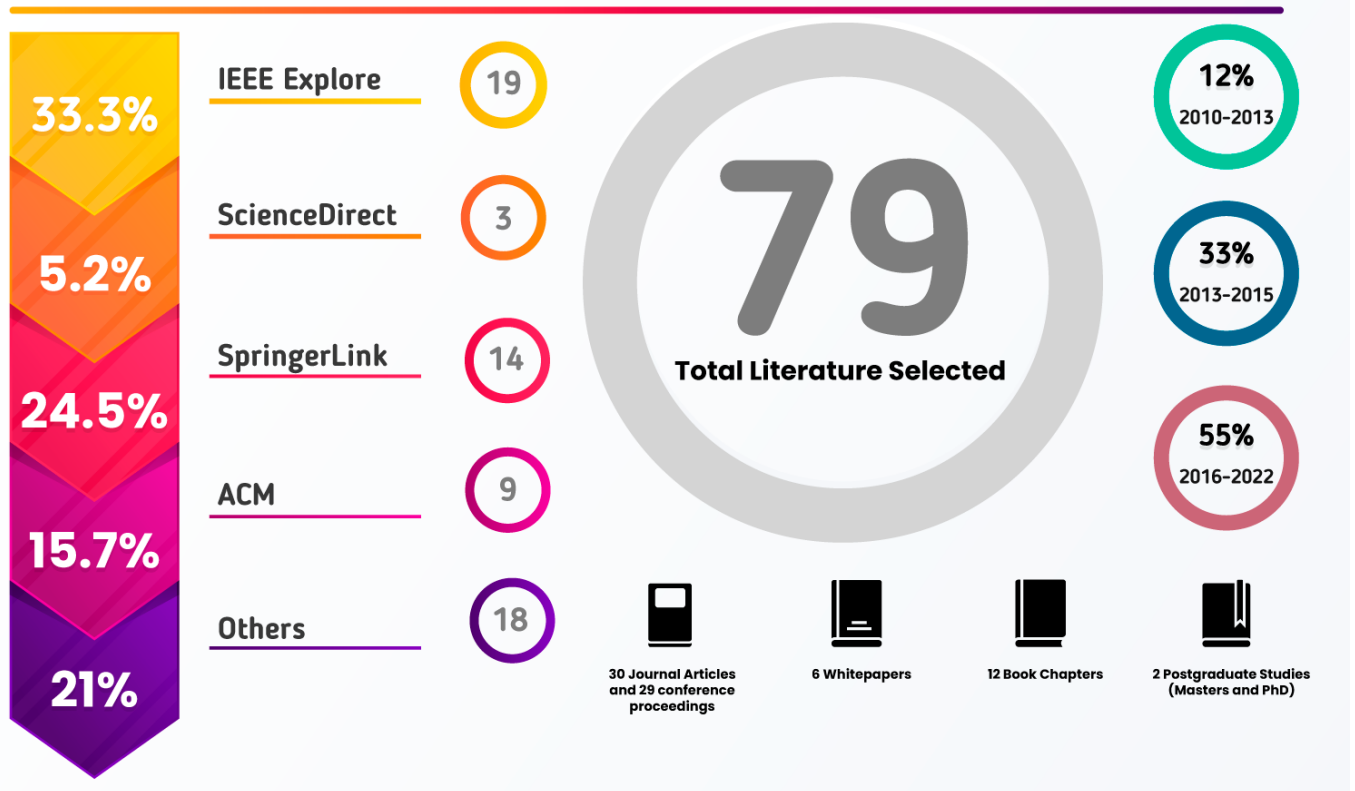 33.3%
IEEE Explore
19
5.2%
ScienceDirect
3
24.5%
SpringerLink
14
15.7%
ACM
9
21%
Others
18
79
Total Literature Selected
12%
2010-2013
33%
2013-2015
55%
2016-2022
30 Journal Articles
and 29 conference
proceedings
6 Whitepapers
12 Book Chapters
2 Postgraduate Studies
(Masters and PhD)